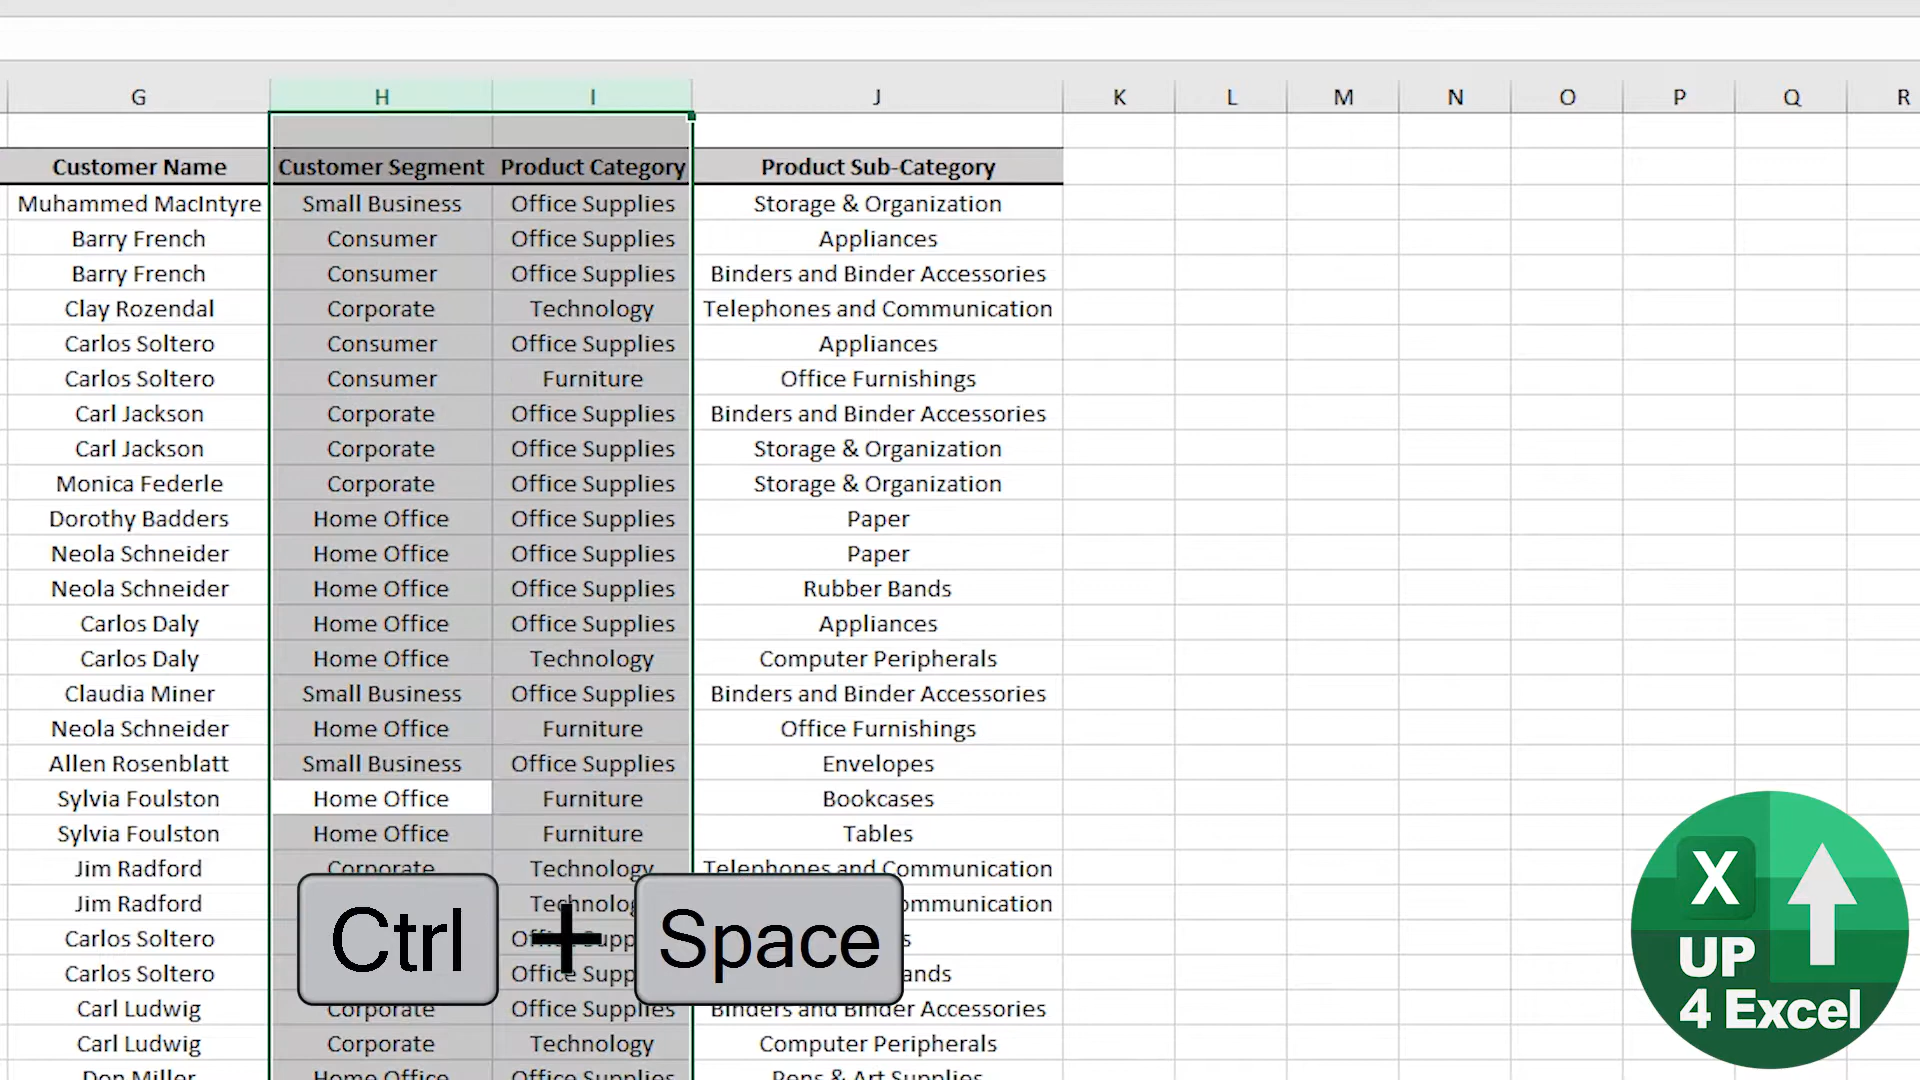 G H I J K L M N O P Q R
Customer Name Customer Segment Product Category Product Sub-Category
Muhammed MacIntyre Small Business Office Supplies Storage & Organization
Barry French Consumer Office Supplies Appliances
Barry French Consumer Office Supplies Binders and Binder Accessories
Clay Rozendal Corporate Technology Telephones and Communication
Carlos Soltero Consumer Office Supplies Appliances
Carlos Soltero Consumer Furniture Office Furnishings
Carl Jackson Corporate Office Supplies Binders and Binder Accessories
Carl Jackson Corporate Office Supplies Storage & Organization
Monica Federle Corporate Office Supplies Storage & Organization
Dorothy Badders Home Office Office Supplies Paper
Neola Schneider Home Office Office Supplies Paper
Neola Schneider Home Office Office Supplies Rubber Bands
Carlos Daly Home Office Office Supplies Appliances
Carlos Daly Home Office Technology Computer Peripherals
Claudia Miner Small Business Office Supplies Binders and Binder Accessories
Neola Schneider Home Office Furniture Office Furnishings
Allen Rosenblatt Small Business Office Supplies Envelopes
Sylvia Foulston Home Office Furniture Bookcases
Sylvia Foulston Home Office Furniture Tables
Jim Radford Corporate Technology Telephones and Communication
Jim Radford
Carlos Soltero
Carlos Soltero Office
Carl Ludwig Corporate Office Supplies Binders and Binder Accessories
Carl Ludwig Corporate Technology Computer Peripherals
Don Miller Home Office Office Supplies Pens & Art Supplies
Ctrl + Space
X
UP
4 Excel